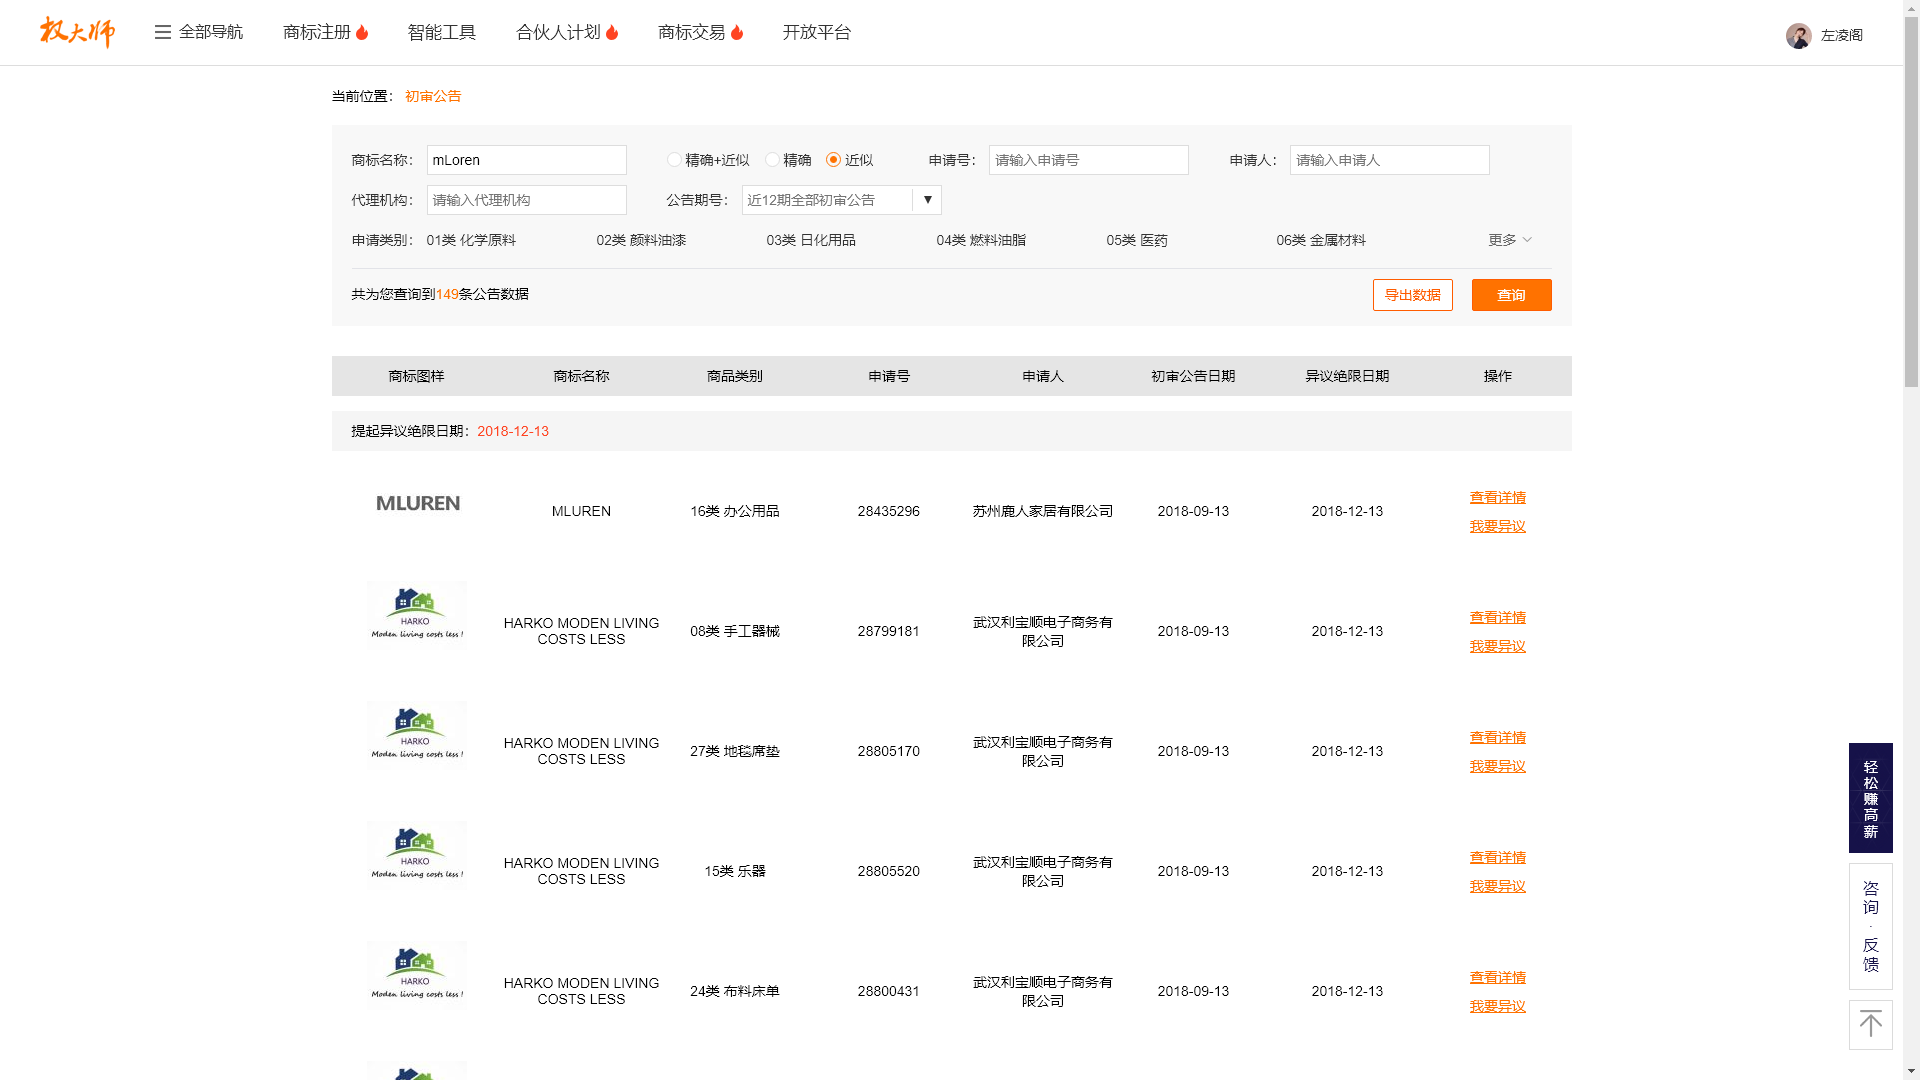 权大师 全部导航 商标注册 智能工具 合伙人计划 商标交易 开放平台 左凌阁
当前位置： 初审公告
商标名称： mLoren 精确+近似 精确 近似 申请号： 请输入申请号 申请人： 请输入申请人
代理机构： 请输入代理机构 公告期号： 近12期全部初审公告
申请类别： 01类 化学原料 02类 颜料油漆 03类 日化用品 04类 燃料油脂 05类 医药 06类 金属材料 更多
共为您查询到149条公告数据 导出数据 查询
商标图样 商标名称 商品类别 申请号 申请人 初审公告日期 异议绝限日期 操作
提起异议绝限日期：2018-12-13
MLUREN MLUREN 16类 办公用品 28435296 苏州鹿人家居有限公司 2018-09-13 2018-12-13 查看详情
我要异议
HARKO
Moden living costs less !
HARKO MODEN LIVING
COSTS LESS
08类 手工器械 28799181 武汉利宝顺电子商务有
限公司
2018-09-13 2018-12-13 查看详情
我要异议
HARKO
Moden living costs less !
HARKO MODEN LIVING
COSTS LESS
27类 地毯席垫 28805170 武汉利宝顺电子商务有
限公司
2018-09-13 2018-12-13 查看详情
我要异议
HARKO
Moden living costs less !
HARKO MODEN LIVING
COSTS LESS
15类 乐器 28805520 武汉利宝顺电子商务有
限公司
2018-09-13 2018-12-13 查看详情
我要异议
HARKO
Moden living costs less !
HARKO MODEN LIVING
COSTS LESS
24类 布料床单 28800431 武汉利宝顺电子商务有
限公司
2018-09-13 2018-12-13 查看详情
我要异议
轻松赚高薪
咨询·反馈